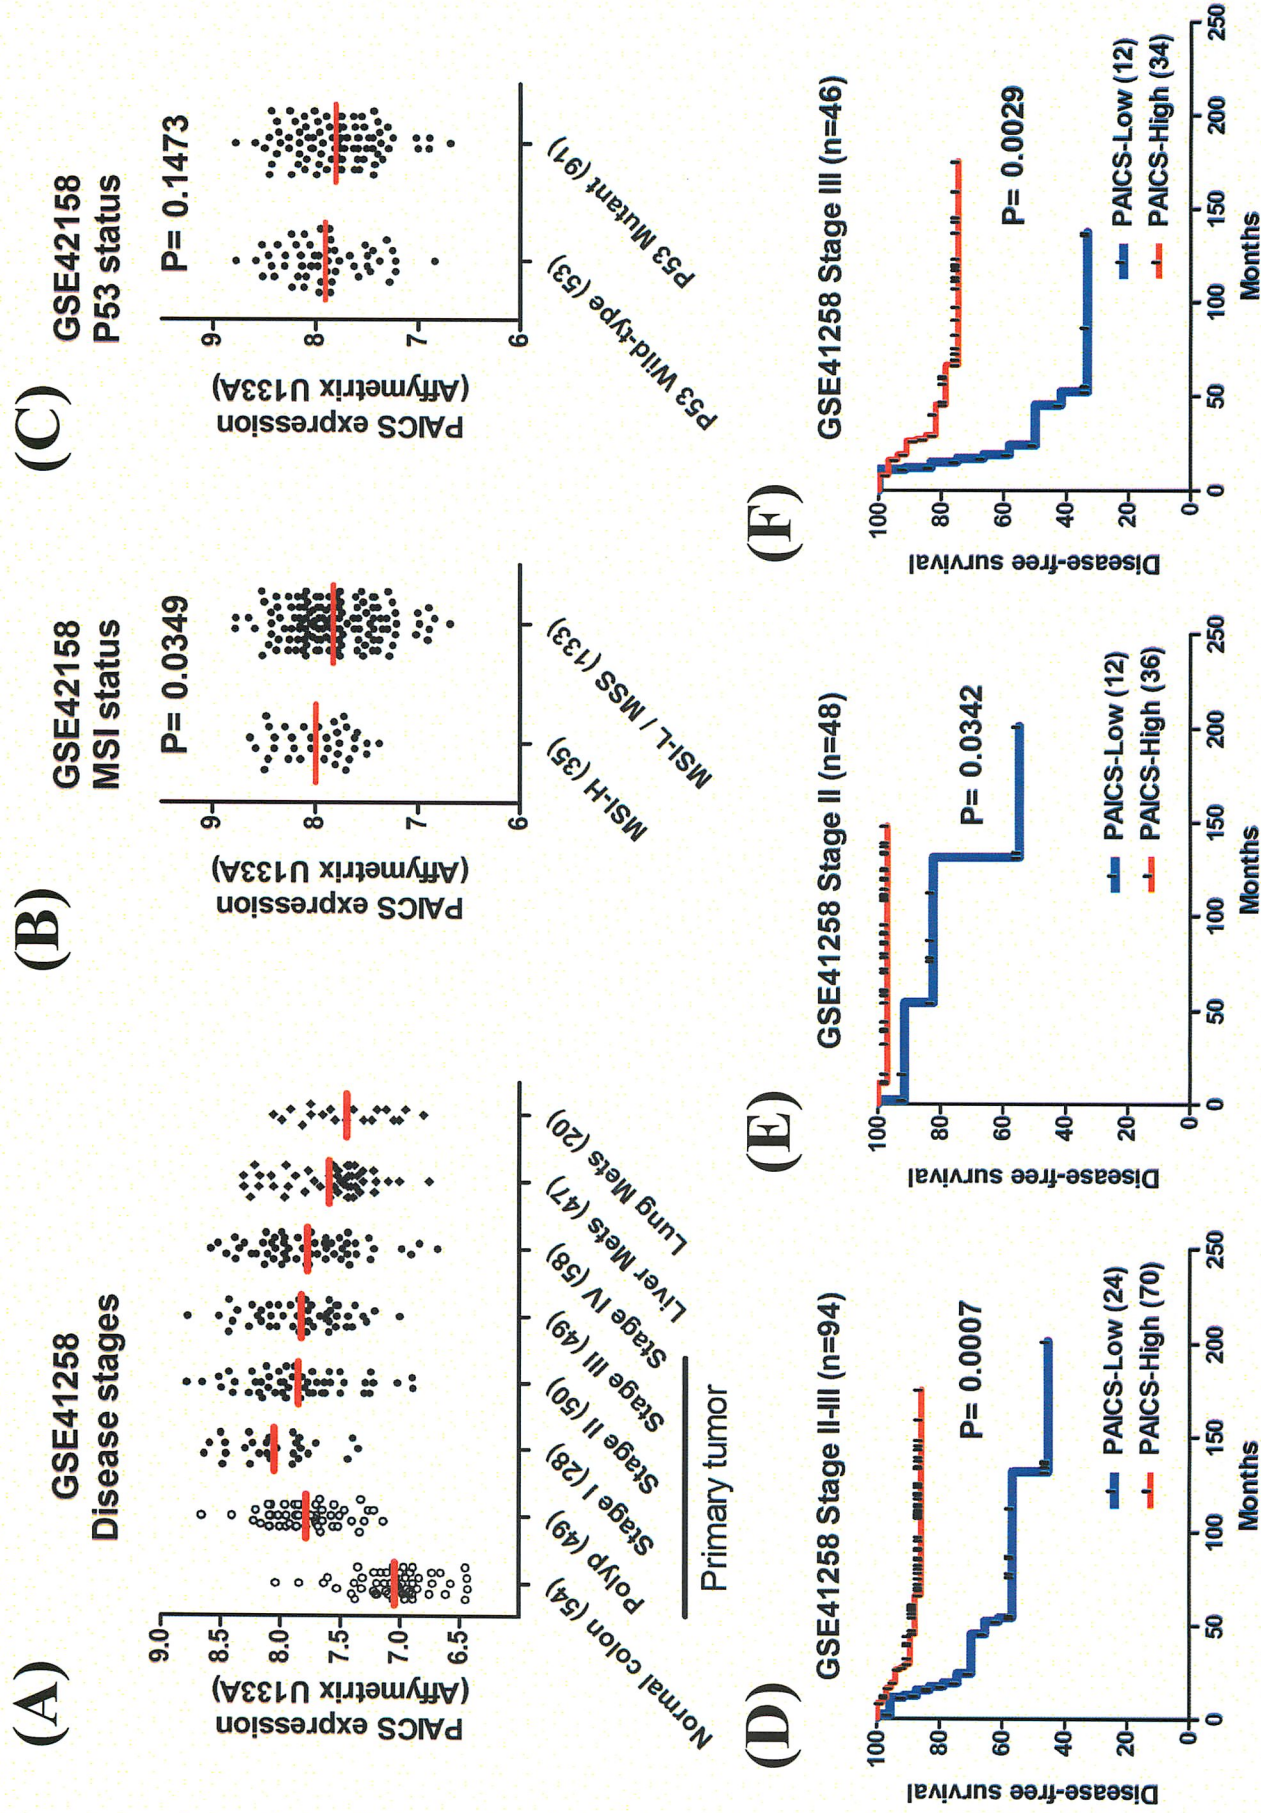 (A)
GSE41258
Disease stages
PAICS expression
(Affymetrix U133A)
9.0
8.5
8.0
7.5
7.0
6.5
Normal colon (54)
Polyp (49)
Stage I (28)
Stage II (50)
Stage III (49)
Stage IV (58)
Liver Mets (47)
Lung Mets (20)
Primary tumor
(B)
GSE42158
MSI status
P= 0.0349
PAICS expression
(Affymetrix U133A)
9
8
7
6
MSI-H (35)
MSI-L / MSS (133)
(C)
GSE42158
P53 status
P= 0.1473
PAICS expression
(Affymetrix U133A)
9
8
7
6
P53 Wild-type (53)
P53 Mutant (91)
(D)
GSE41258 Stage II-III (n=94)
Disease-free survival
100
80
60
40
20
0
P= 0.0007
PAICS-Low (24)
PAICS-High (70)
0 50 100 150 200 250
Months
(E)
GSE41258 Stage II (n=48)
Disease-free survival
100
80
60
40
20
0
P= 0.0342
PAICS-Low (12)
PAICS-High (36)
0 50 100 150 200 250
Months
(F)
GSE41258 Stage III (n=46)
Disease-free survival
100
80
60
40
20
0
P= 0.0029
PAICS-Low (12)
PAICS-High (34)
0 50 100 150 200 250
Months